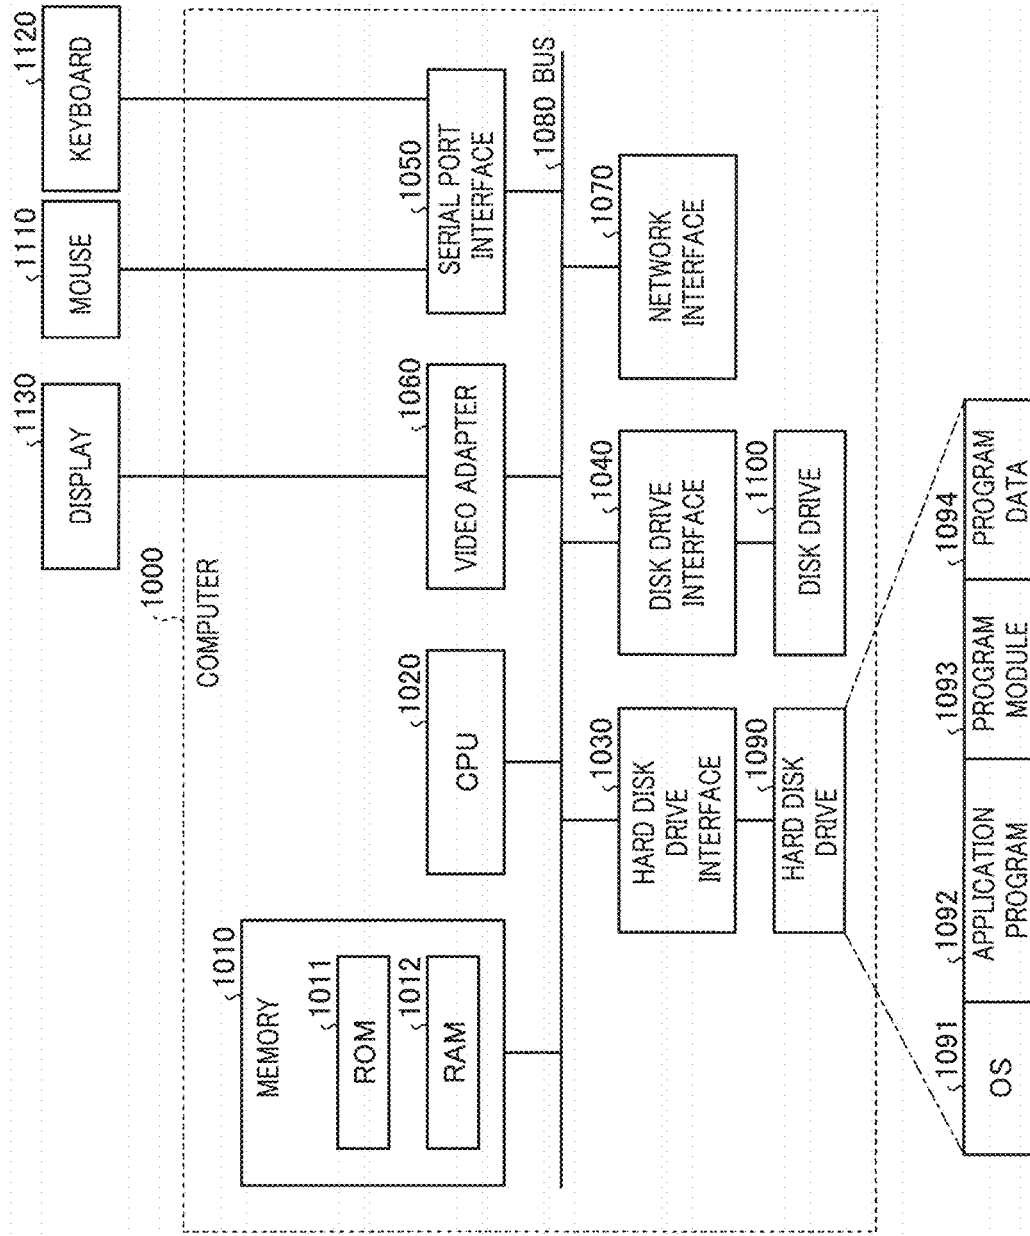 1130
DISPLAY
1110
MOUSE
1120
KEYBOARD
1000
COMPUTER
1010
MEMORY
1011
ROM
1012
RAM
1020
CPU
1060
VIDEO ADAPTER
1050
SERIAL PORT
INTERFACE
1080 BUS
1030
HARD DISK
DRIVE
INTERFACE
1040
DISK DRIVE
INTERFACE
1070
NETWORK
INTERFACE
1090
HARD DISK
DRIVE
1100
DISK DRIVE
1091
OS
1092
APPLICATION
PROGRAM
1093
PROGRAM
MODULE
1094
PROGRAM
DATA